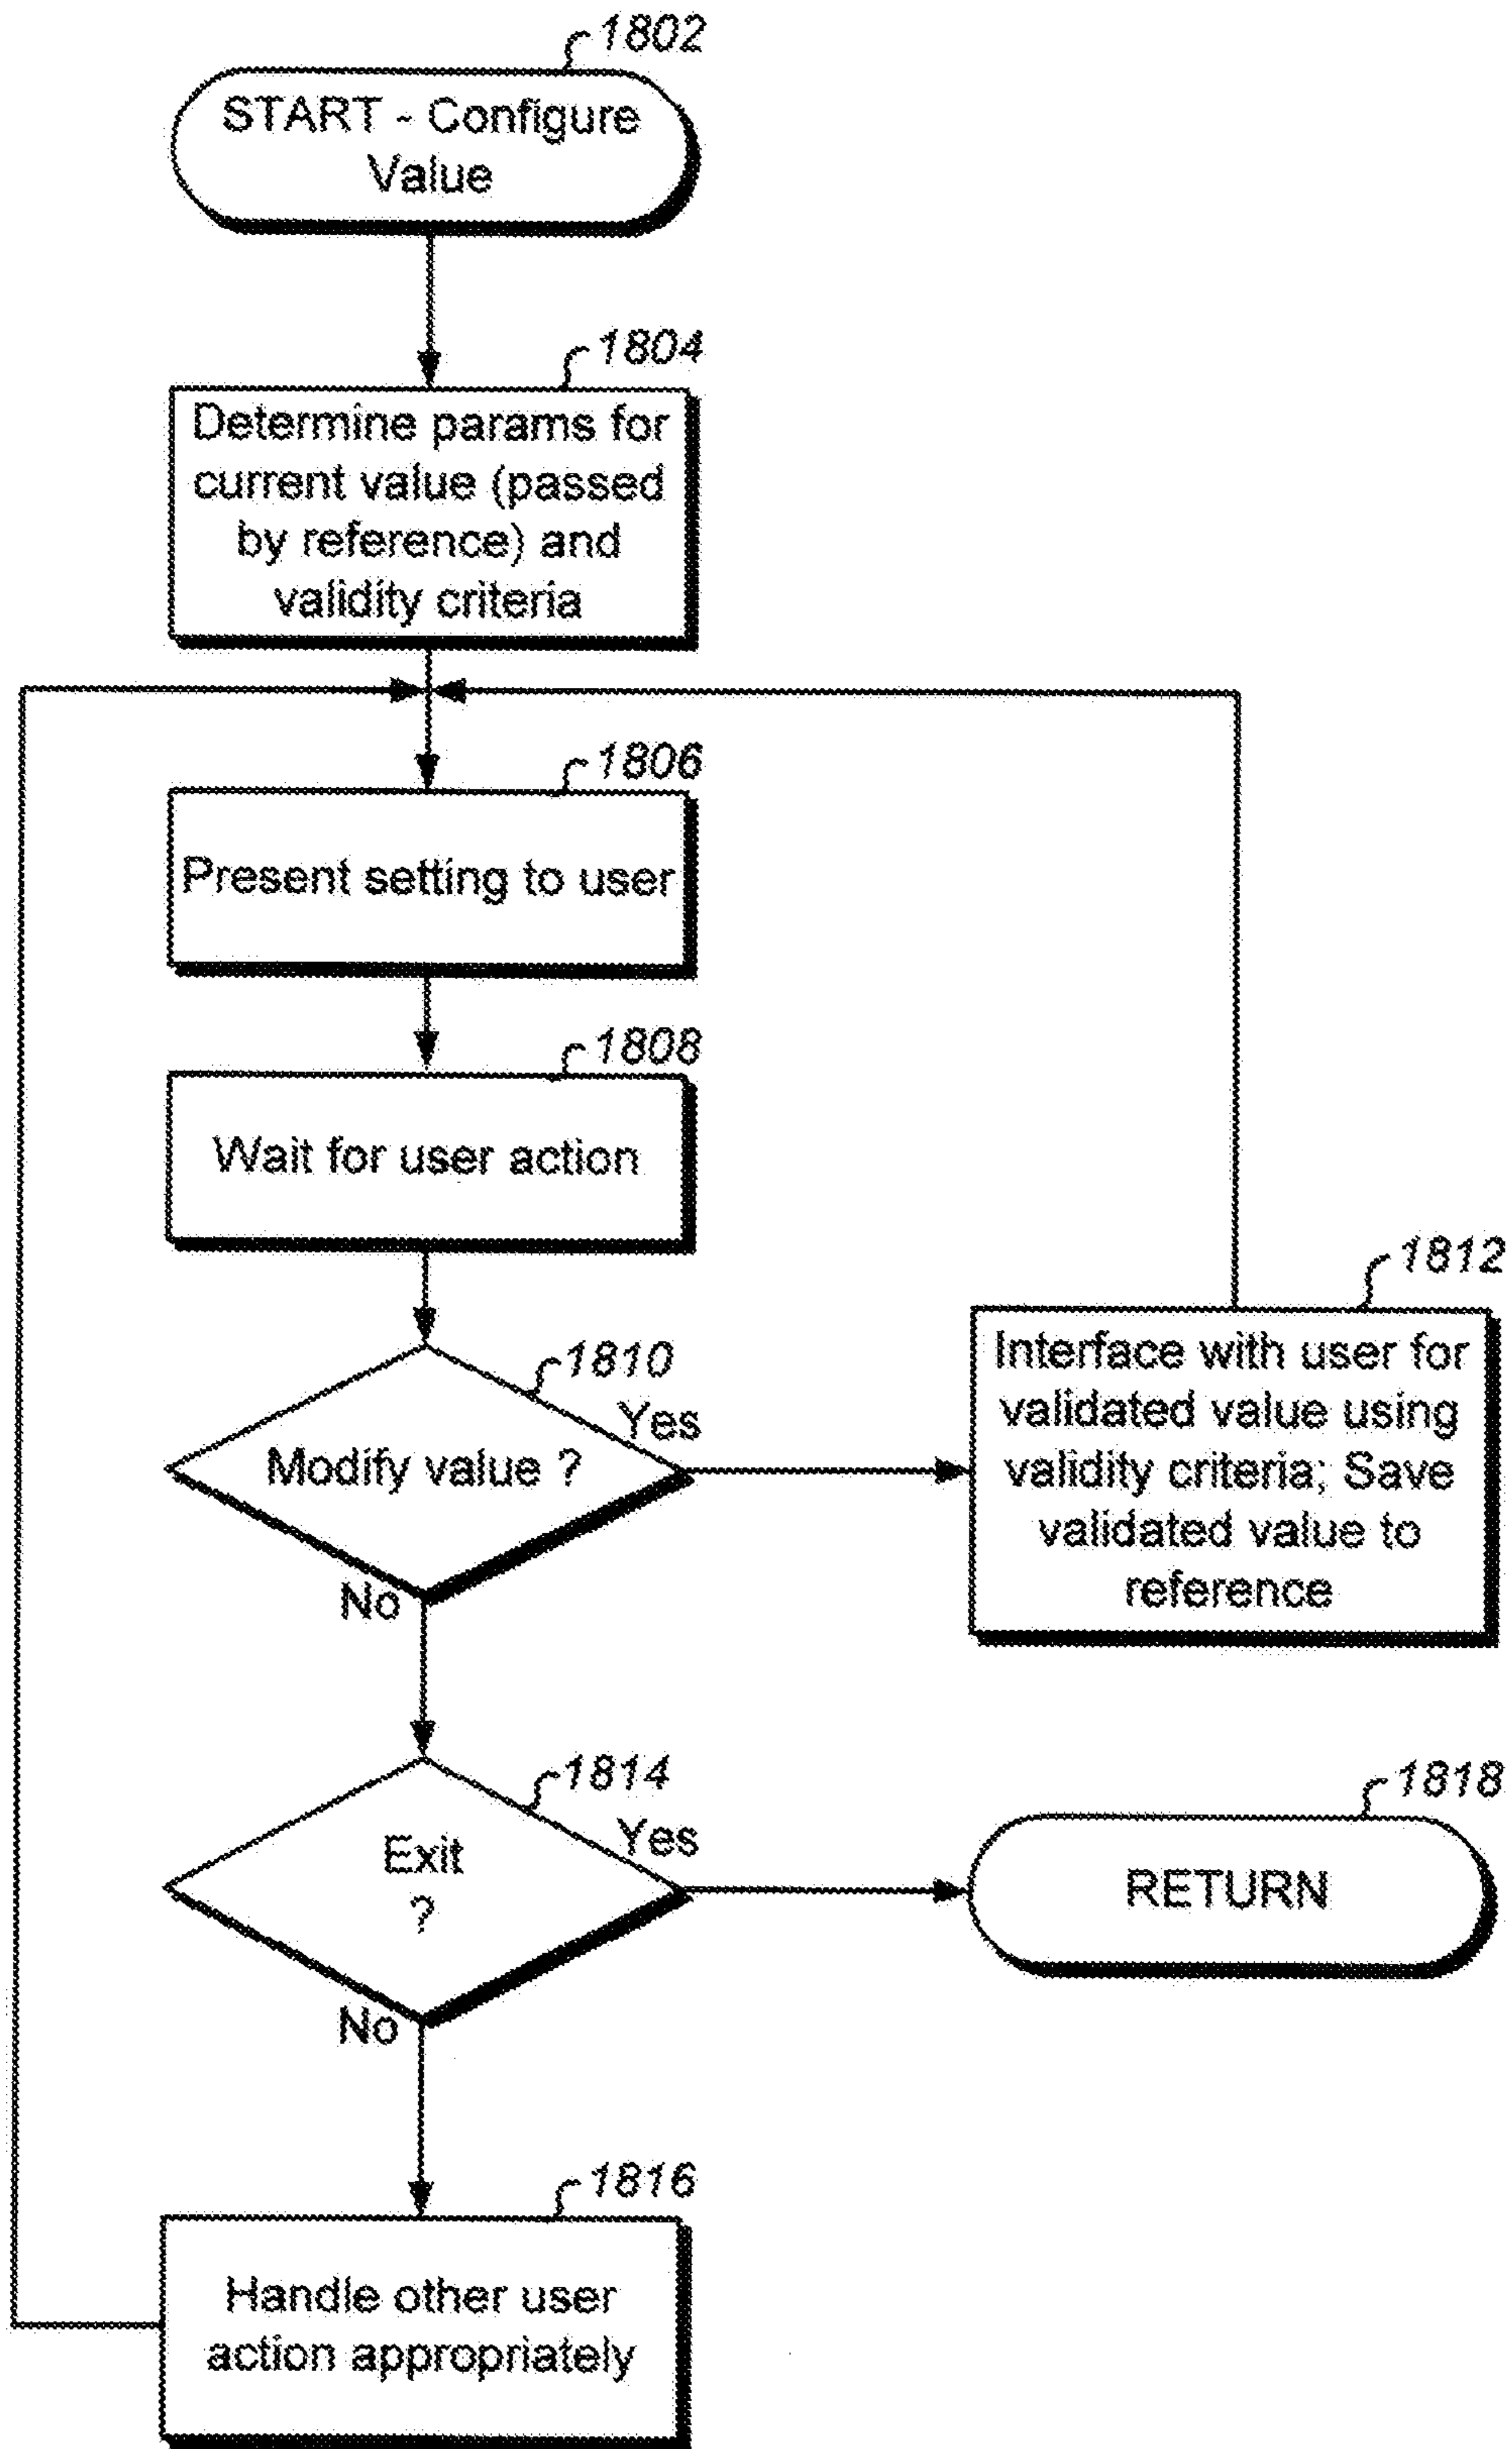 1802
START - Configure
Value
1804
Determine params for
current value (passed
by reference) and
validity criteria
1806
Present setting to user
1808
Wait for user action
1810
Yes
Modify value ?
No
1812
Interface with user for
validated value using
validity criteria; Save
validated value to
reference
1814
Yes
Exit
?
No
1818
RETURN
1816
Handle other user
action appropriately